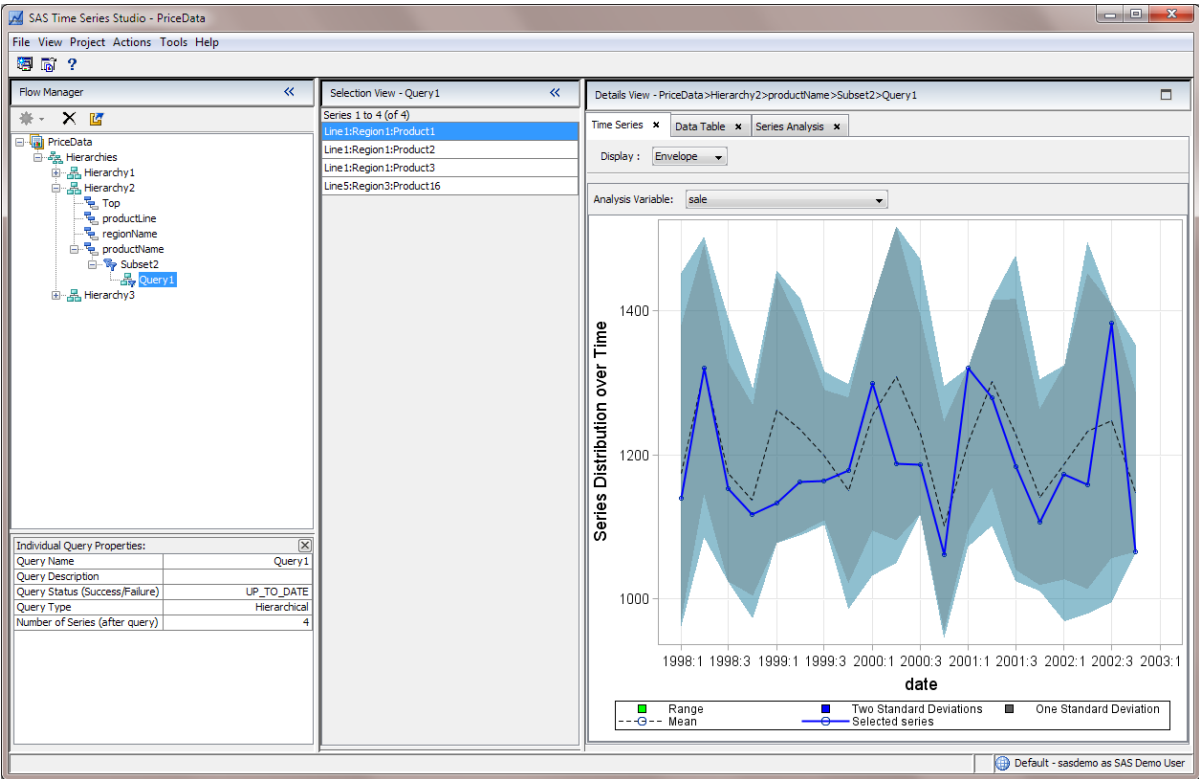 SAS Time Series Studio - PriceData
File View Project Actions Tools Help
Flow Manager
PriceData
Hierarchies
Hierarchy1
Hierarchy2
Top
productLine
regionName
productName
Subset2
Query1
Hierarchy3
Individual Query Properties:
Query Name Query1
Query Description
Query Status (Success/Failure) UP_TO_DATE
Query Type Hierarchical
Number of Series (after query) 4
Selection View - Query1
Series 1 to 4 (of 4)
Line1:Region1:Product1
Line1:Region1:Product2
Line1:Region1:Product3
Line5:Region3:Product16
Details View - PriceData>Hierarchy2>productName>Subset2>Query1
Time Series Data Table Series Analysis
Display : Envelope
Analysis Variable: sale
Series Distribution over Time
1400
1200
1000
1998:1 1998:3 1999:1 1999:3 2000:1 2000:3 2001:1 2001:3 2002:1 2002:3 2003:1
date
Range Two Standard Deviations One Standard Deviation
Mean Selected series
Default - sasdemo as SAS Demo User